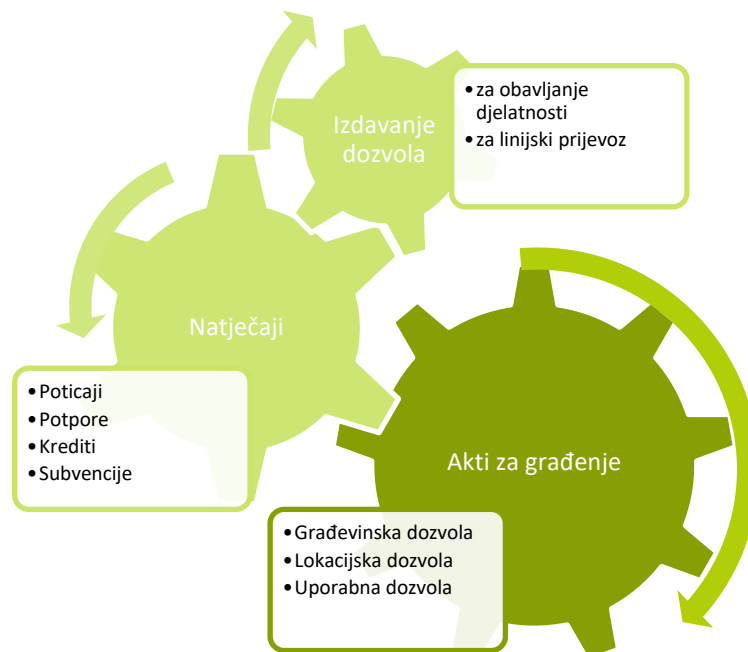 Izdavanje
dozvola
• za obavljanje
djelatnosti
• za linijski prijevoz
Natječaji
• Poticaji
• Potpore
• Krediti
• Subvencije
Akti za građenje
• Građevinska dozvola
• Lokacijska dozvola
• Uporabna dozvola